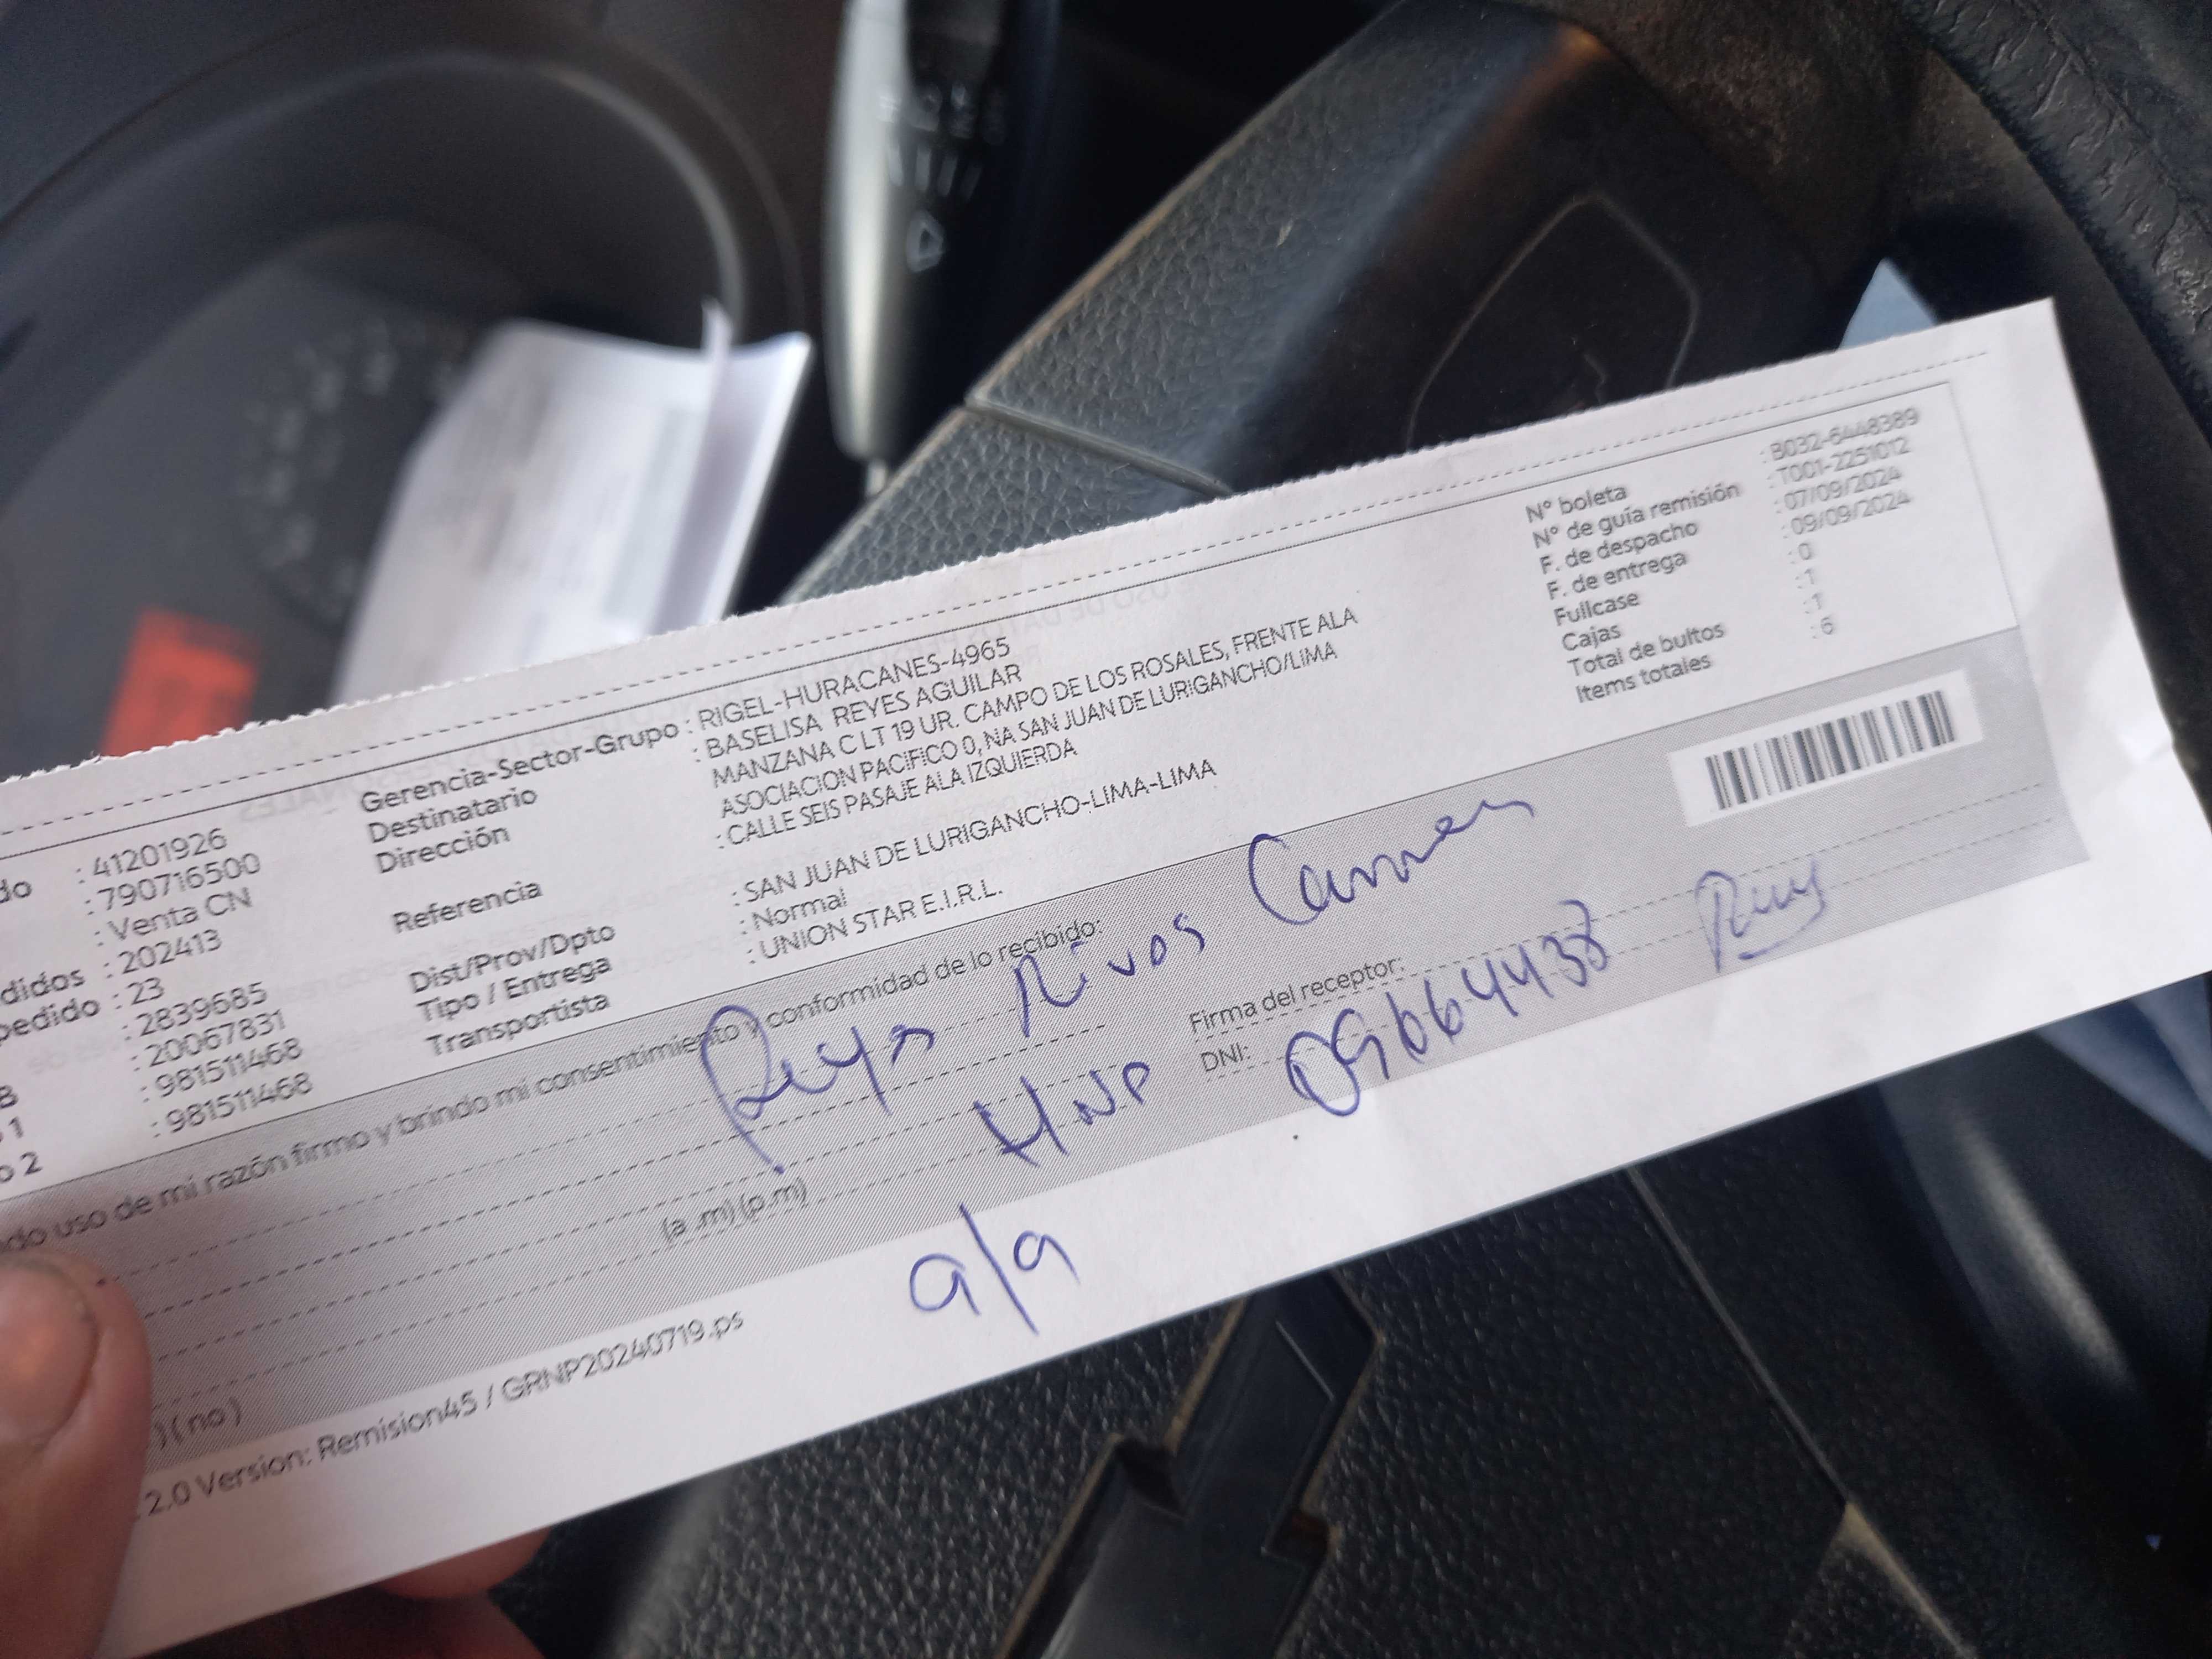 do : 41201926
: 790716500
: Venta CN
didos : 202413
pedido : 23
: 2839685
B : 20067831
1 : 981511468
o 2 : 981511468
Gerencia-Sector-Grupo : RIGEL-HURACANES-4965
Destinatario : BASELISA REYES AGUILAR
Dirección MANZANA C LT 19 UR. CAMPO DE LOS ROSALES, FRENTE ALA
ASOCIACION PACIFICO 0, NA SAN JUAN DE LURIGANCHO/LIMA
Referencia : CALLE SEIS PASAJE ALA IZQUIERDA
Dist/Prov/Dpto : SAN JUAN DE LURIGANCHO-LIMA-LIMA
Tipo / Entrega : Normal
Transportista : UNION STAR E.I.R.L.
N° boleta : B032-6448389
N° de guía remisión : T001-2251012
F. de despacho : 07/09/2024
F. de entrega : 09/09/2024
Fullcase : 0
Cajas : 1
Total de bultos : 1
Items totales : 6
ndo uso de mi razón firmo y brindo mi consentimiento y conformidad de lo recibido:
Rivos Carmen
Firma del receptor:
HNP
DNI: 09664438
(a .m) (p.m)
9/9
) ( no )
2.0 Version: Remision45 / GRNP20240719.ps